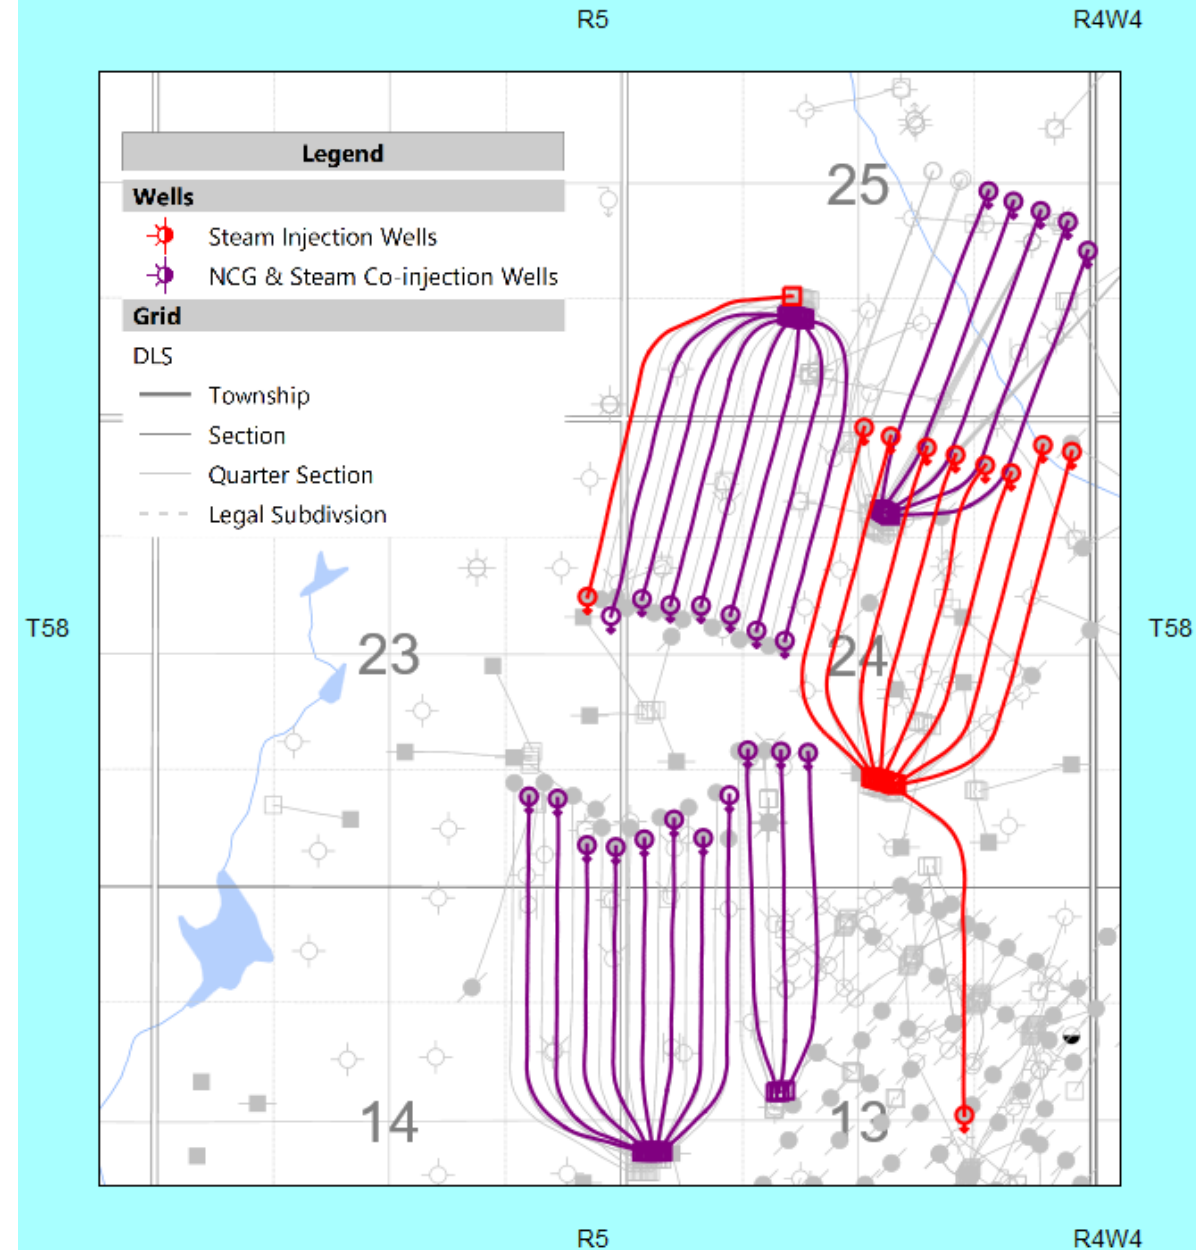 R5 R4W4
25
Legend
Wells
Steam Injection Wells
NCG & Steam Co-injection Wells
Grid
DLS
Township
Section
Quarter Section
Legal Subdivsion
T58 T58
23 24
14 13
R5 R4W4